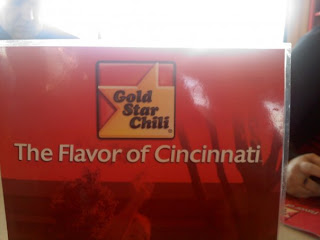 Gold
Star
Chili®
The Flavor of Cincinnati